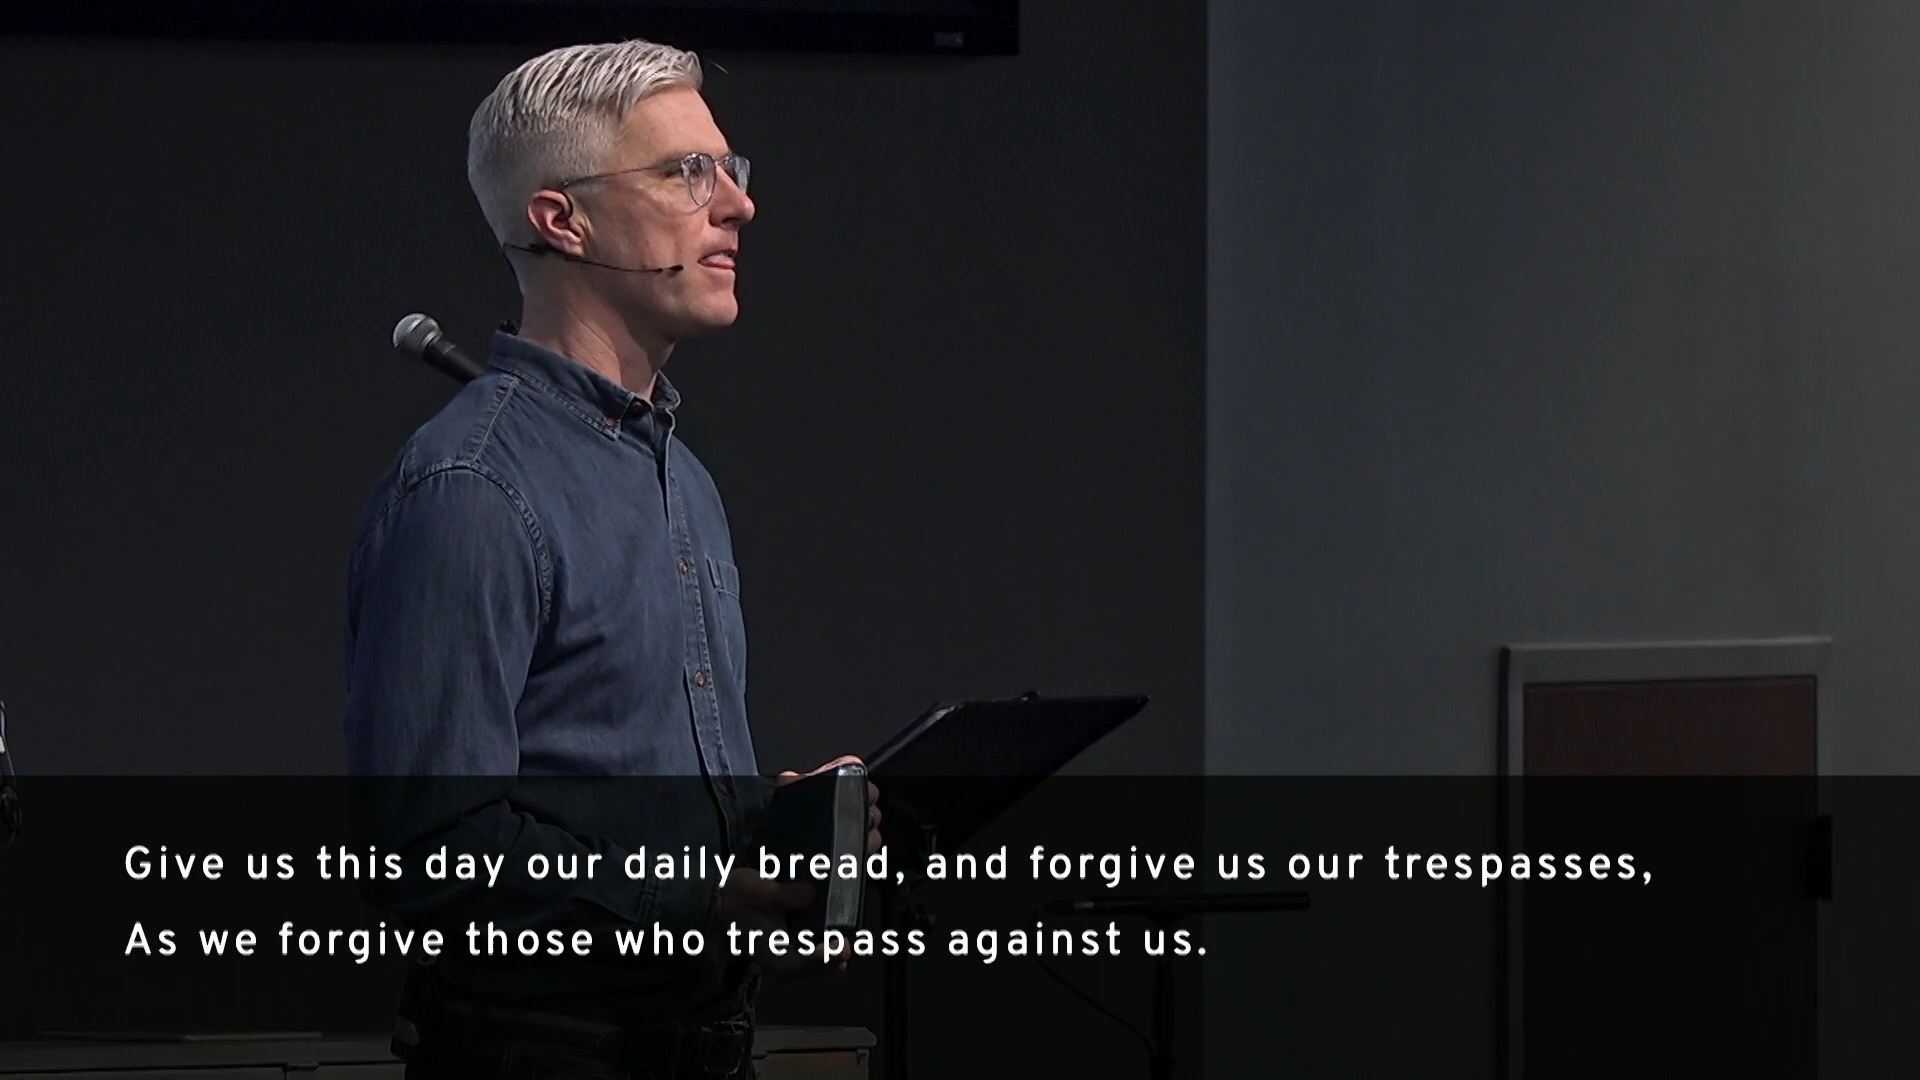 Give us this day our daily bread, and forgive us our trespasses,
As we forgive those who trespass against us.